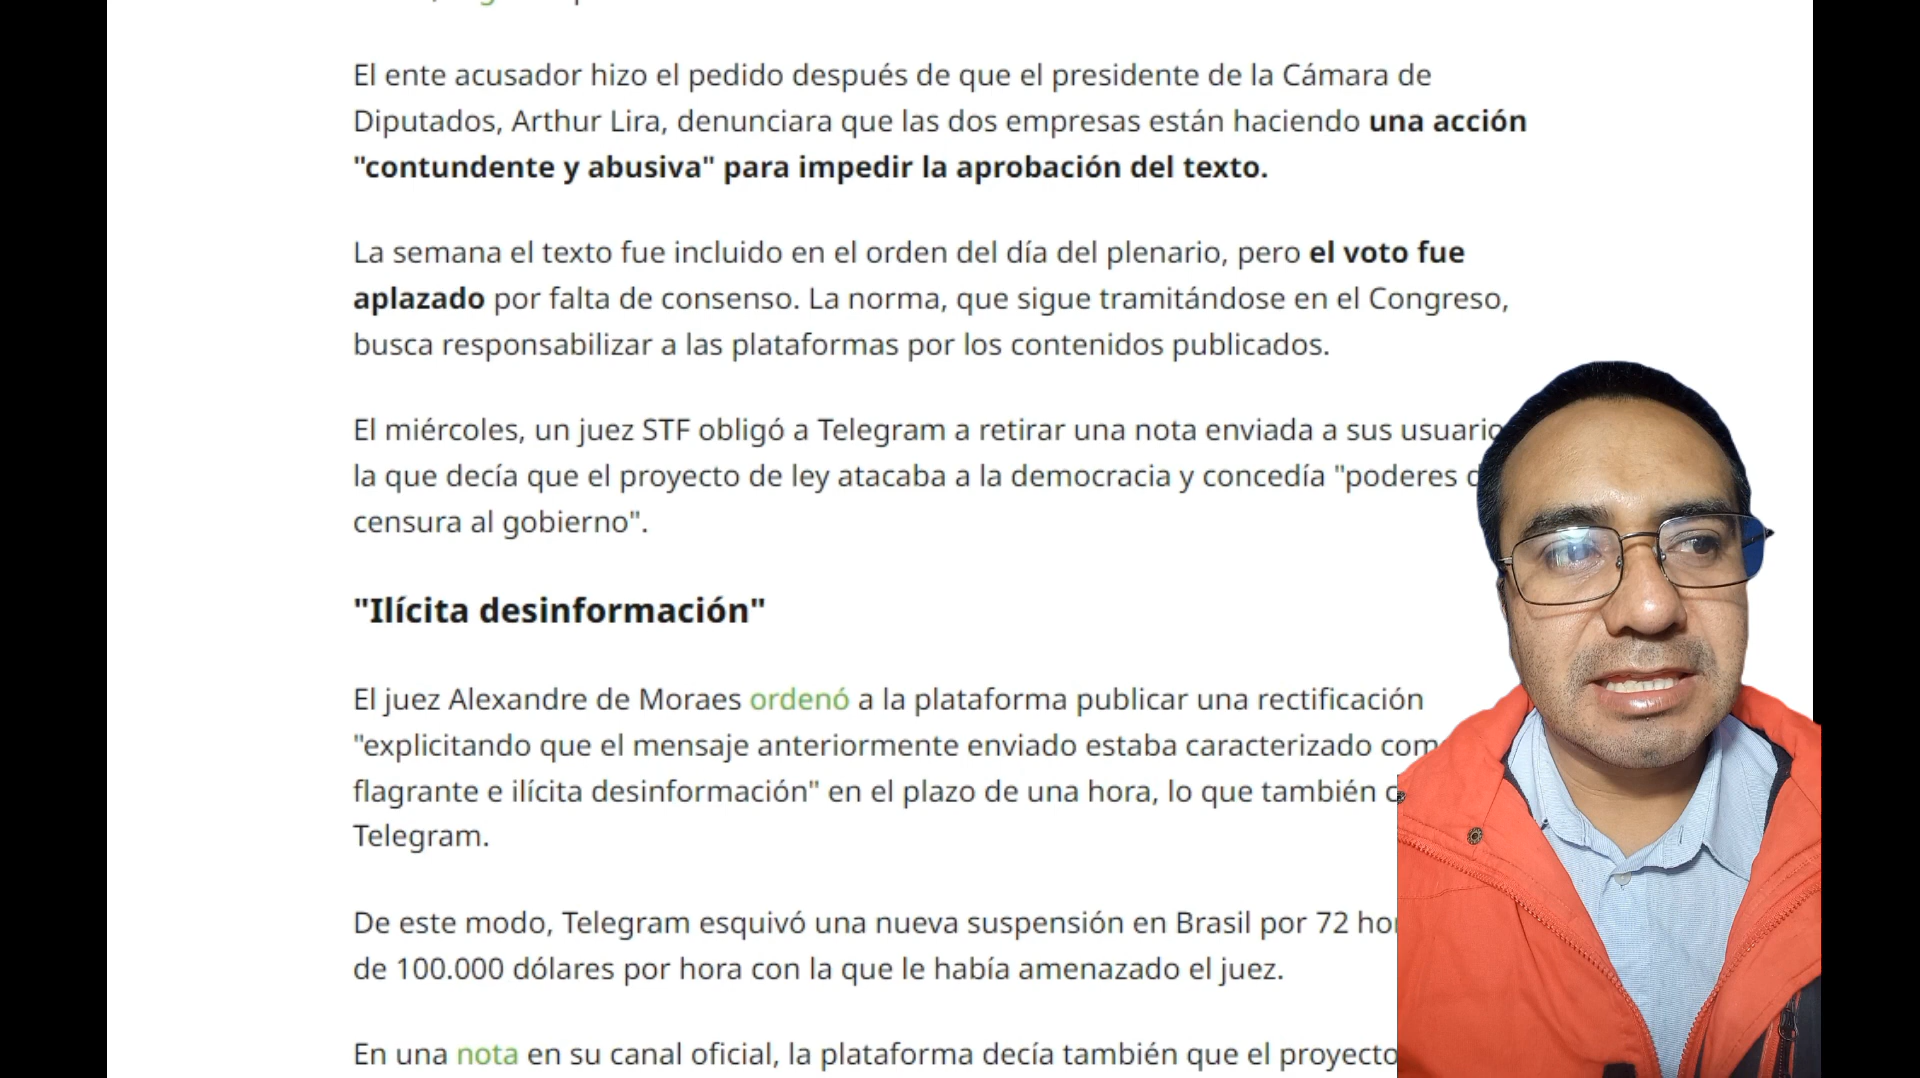 El ente acusador hizo el pedido después de que el presidente de la Cámara de
Diputados, Arthur Lira, denunciara que las dos empresas están haciendo una acción
"contundente y abusiva" para impedir la aprobación del texto.
La semana el texto fue incluido en el orden del día del plenario, pero el voto fue
aplazado por falta de consenso. La norma, que sigue tramitándose en el Congreso,
busca responsabilizar a las plataformas por los contenidos publicados.
El miércoles, un juez STF obligó a Telegram a retirar una nota enviada a sus
la que decía que el proyecto de ley atacaba a la democracia y concedía "poderes
censura al gobierno".
"Ilícita desinformación"
El juez Alexandre de Moraes ordenó a la plataforma publicar una rectificación
"explicitando que el mensaje anteriormente enviado estaba caracterizado
flagrante e ilícita desinformación" en el plazo de una hora, lo que también
Telegram.
De este modo, Telegram esquivó una nueva suspensión en Brasil por 72
de 100.000 dólares por hora con la que le había amenazado el juez.
En una nota en su canal oficial, la plataforma decía también que el proyecto